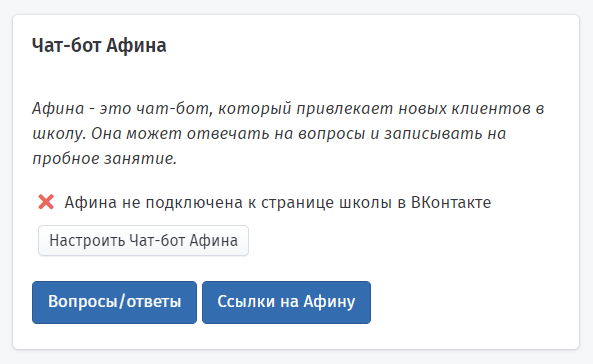 Чат-бот Афина
Афина - это чат-бот, который привлекает новых клиентов в
школу. Она может отвечать на вопросы и записывать на
пробное занятие.
Афина не подключена к странице школы в ВКонтакте
Настроить Чат-бот Афина
Вопросы/ответы Ссылки на Афину